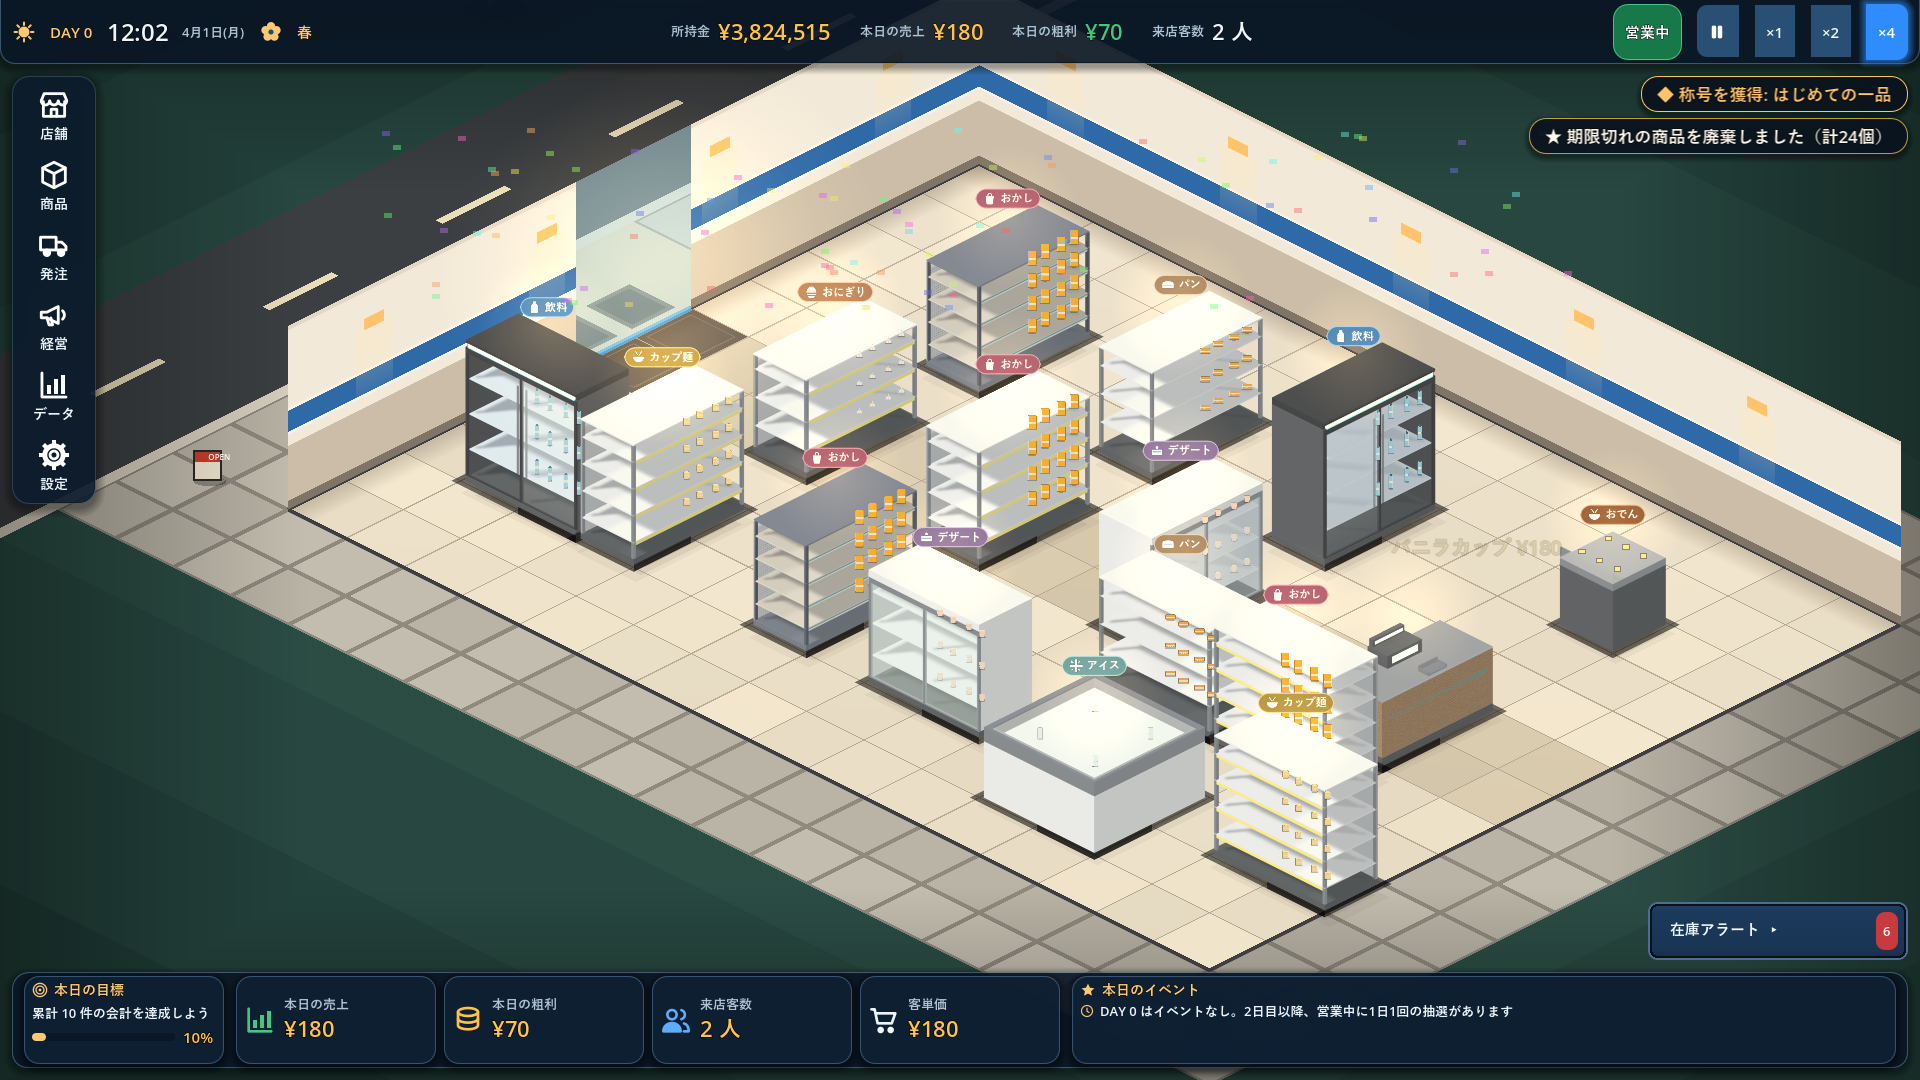 DAY 0 12:02 4月1日(月) 春
所持金 ¥3,824,515 本日の売上 ¥180 本日の粗利 ¥70 来店客数 2 人
営業中 ×1 ×2 ×4
◆ 称号を獲得: はじめての一品
★ 期限切れの商品を廃棄しました（計24個）
店舗
商品
発注
経営
データ
設定
OPEN
おかし
おにぎり
パン
飲料
飲料
カップ麺
おかし
デザート
おかし
おでん
デザート
パン
バニラカップ ¥180
おかし
アイス
カップ麺
在庫アラート ▸ 6
本日の目標
累計 10 件の会計を達成しよう
10%
本日の売上
¥180
本日の粗利
¥70
来店客数
2 人
客単価
¥180
★ 本日のイベント
DAY 0 はイベントなし。2日目以降、営業中に1日1回の抽選があります